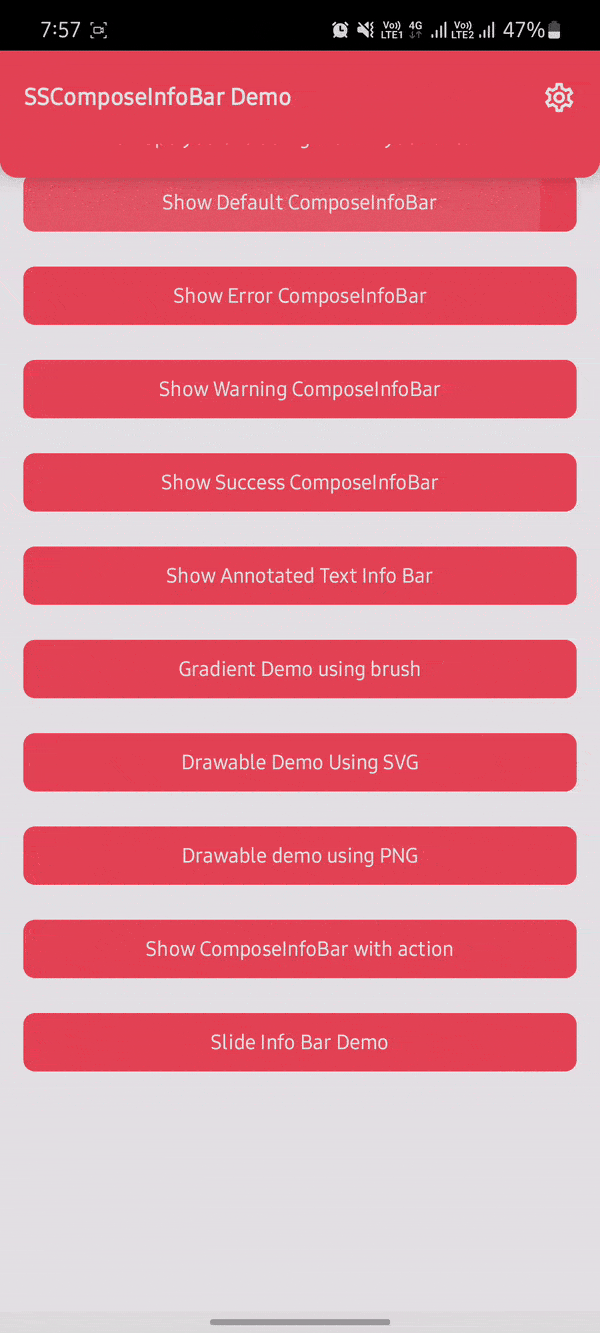 7:57
Vo)) LTE1 4G Vo)) LTE2 47%
SSComposeInfoBar Demo
Show Default ComposeInfoBar
Show Error ComposeInfoBar
Show Warning ComposeInfoBar
Show Success ComposeInfoBar
Show Annotated Text Info Bar
Gradient Demo using brush
Drawable Demo Using SVG
Drawable demo using PNG
Show ComposeInfoBar with action
Slide Info Bar Demo